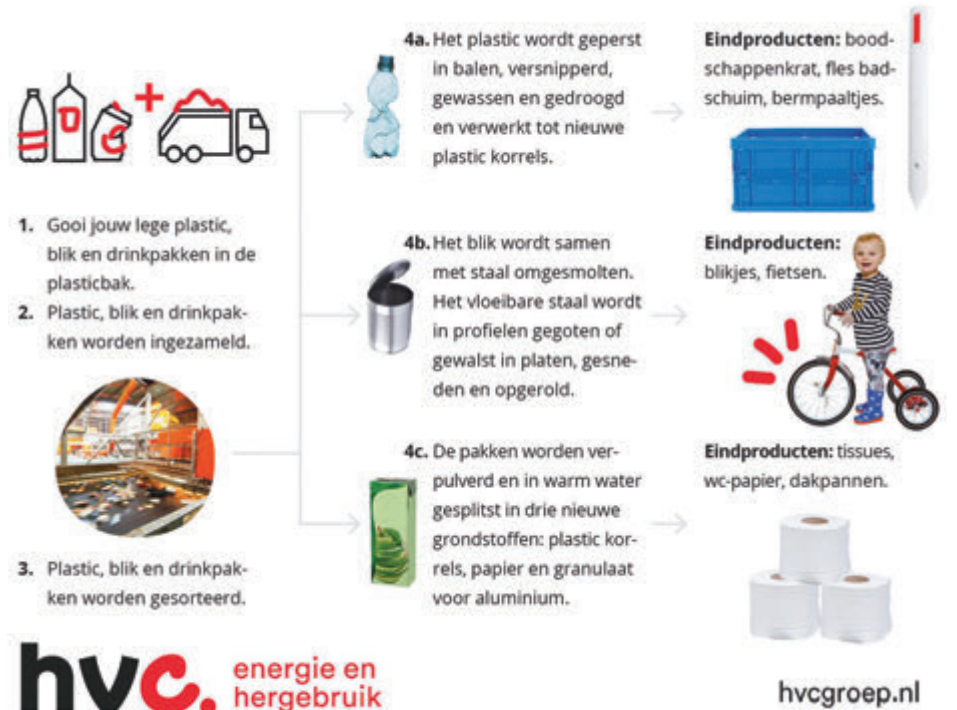 1. Gooi jouw lege plastic,
blik en drinkpakken in de
plasticbak.
2. Plastic, blik en drinkpak-
ken worden ingezameld.
3. Plastic, blik en drinkpak-
ken worden gesorteerd.
4a. Het plastic wordt geperst
in balen, versnipperd,
gewassen en gedroogd
en verwerkt tot nieuwe
plastic korrels.
Eindproducten: bood-
schappenkrat, fles bad-
schuim, bermpaaltjes.
4b. Het blik wordt samen
met staal omgesmolten.
Het vloeibare staal wordt
in profielen gegoten of
gewalst in platen, gesne-
den en opgerold.
Eindproducten:
blikjes, fietsen.
4c. De pakken worden ver-
pulverd en in warm water
gesplitst in drie nieuwe
grondstoffen: plastic kor-
rels, papier en granulaat
voor aluminium.
Eindproducten: tissues,
wc-papier, dakpannen.
hvc. energie en
hergebruik
hvcgroep.nl